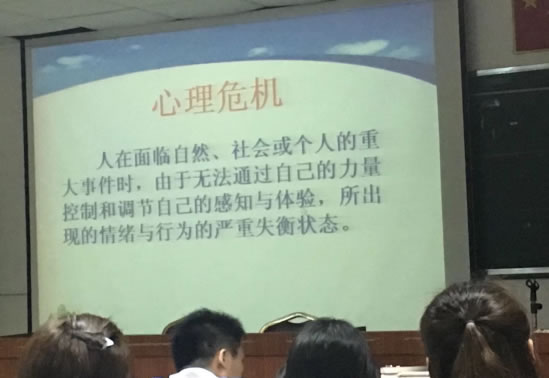 心理危机
人在面临自然、社会或个人的重
大事件时，由于无法通过自己的力量
控制和调节自己的感知与体验，所出
现的情绪与行为的严重失衡状态。